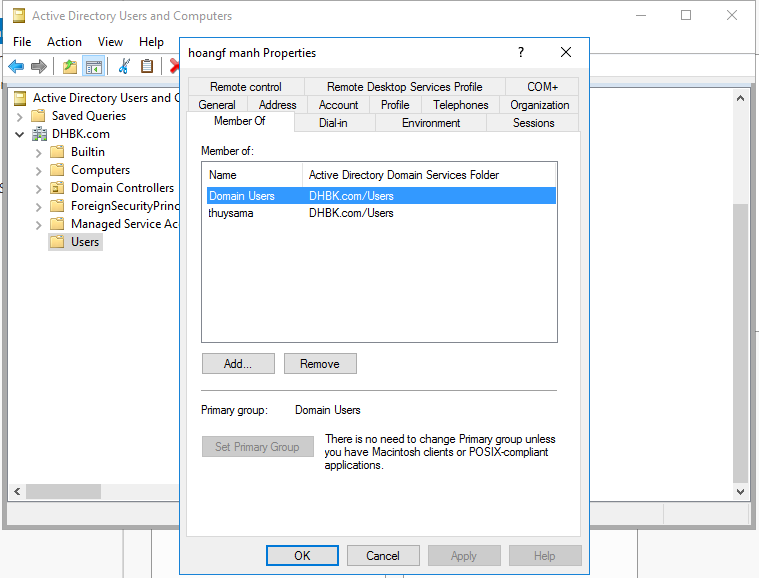 Active Directory Users and Computers
File Action View Help
Active Directory Users and C
Saved Queries
DHBK.com
Builtin
Computers
Domain Controllers
ForeignSecurityPrinc
Managed Service Ac
Users
hoangf manh Properties
?
Remote control Remote Desktop Services Profile COM+
General Address Account Profile Telephones Organization
Member Of Dial-in Environment Sessions
Member of:
Name Active Directory Domain Services Folder
Domain Users DHBK.com/Users
thuysama DHBK.com/Users
Add... Remove
Primary group: Domain Users
Set Primary Group
There is no need to change Primary group unless
you have Macintosh clients or POSIX-compliant
applications.
OK Cancel Apply Help